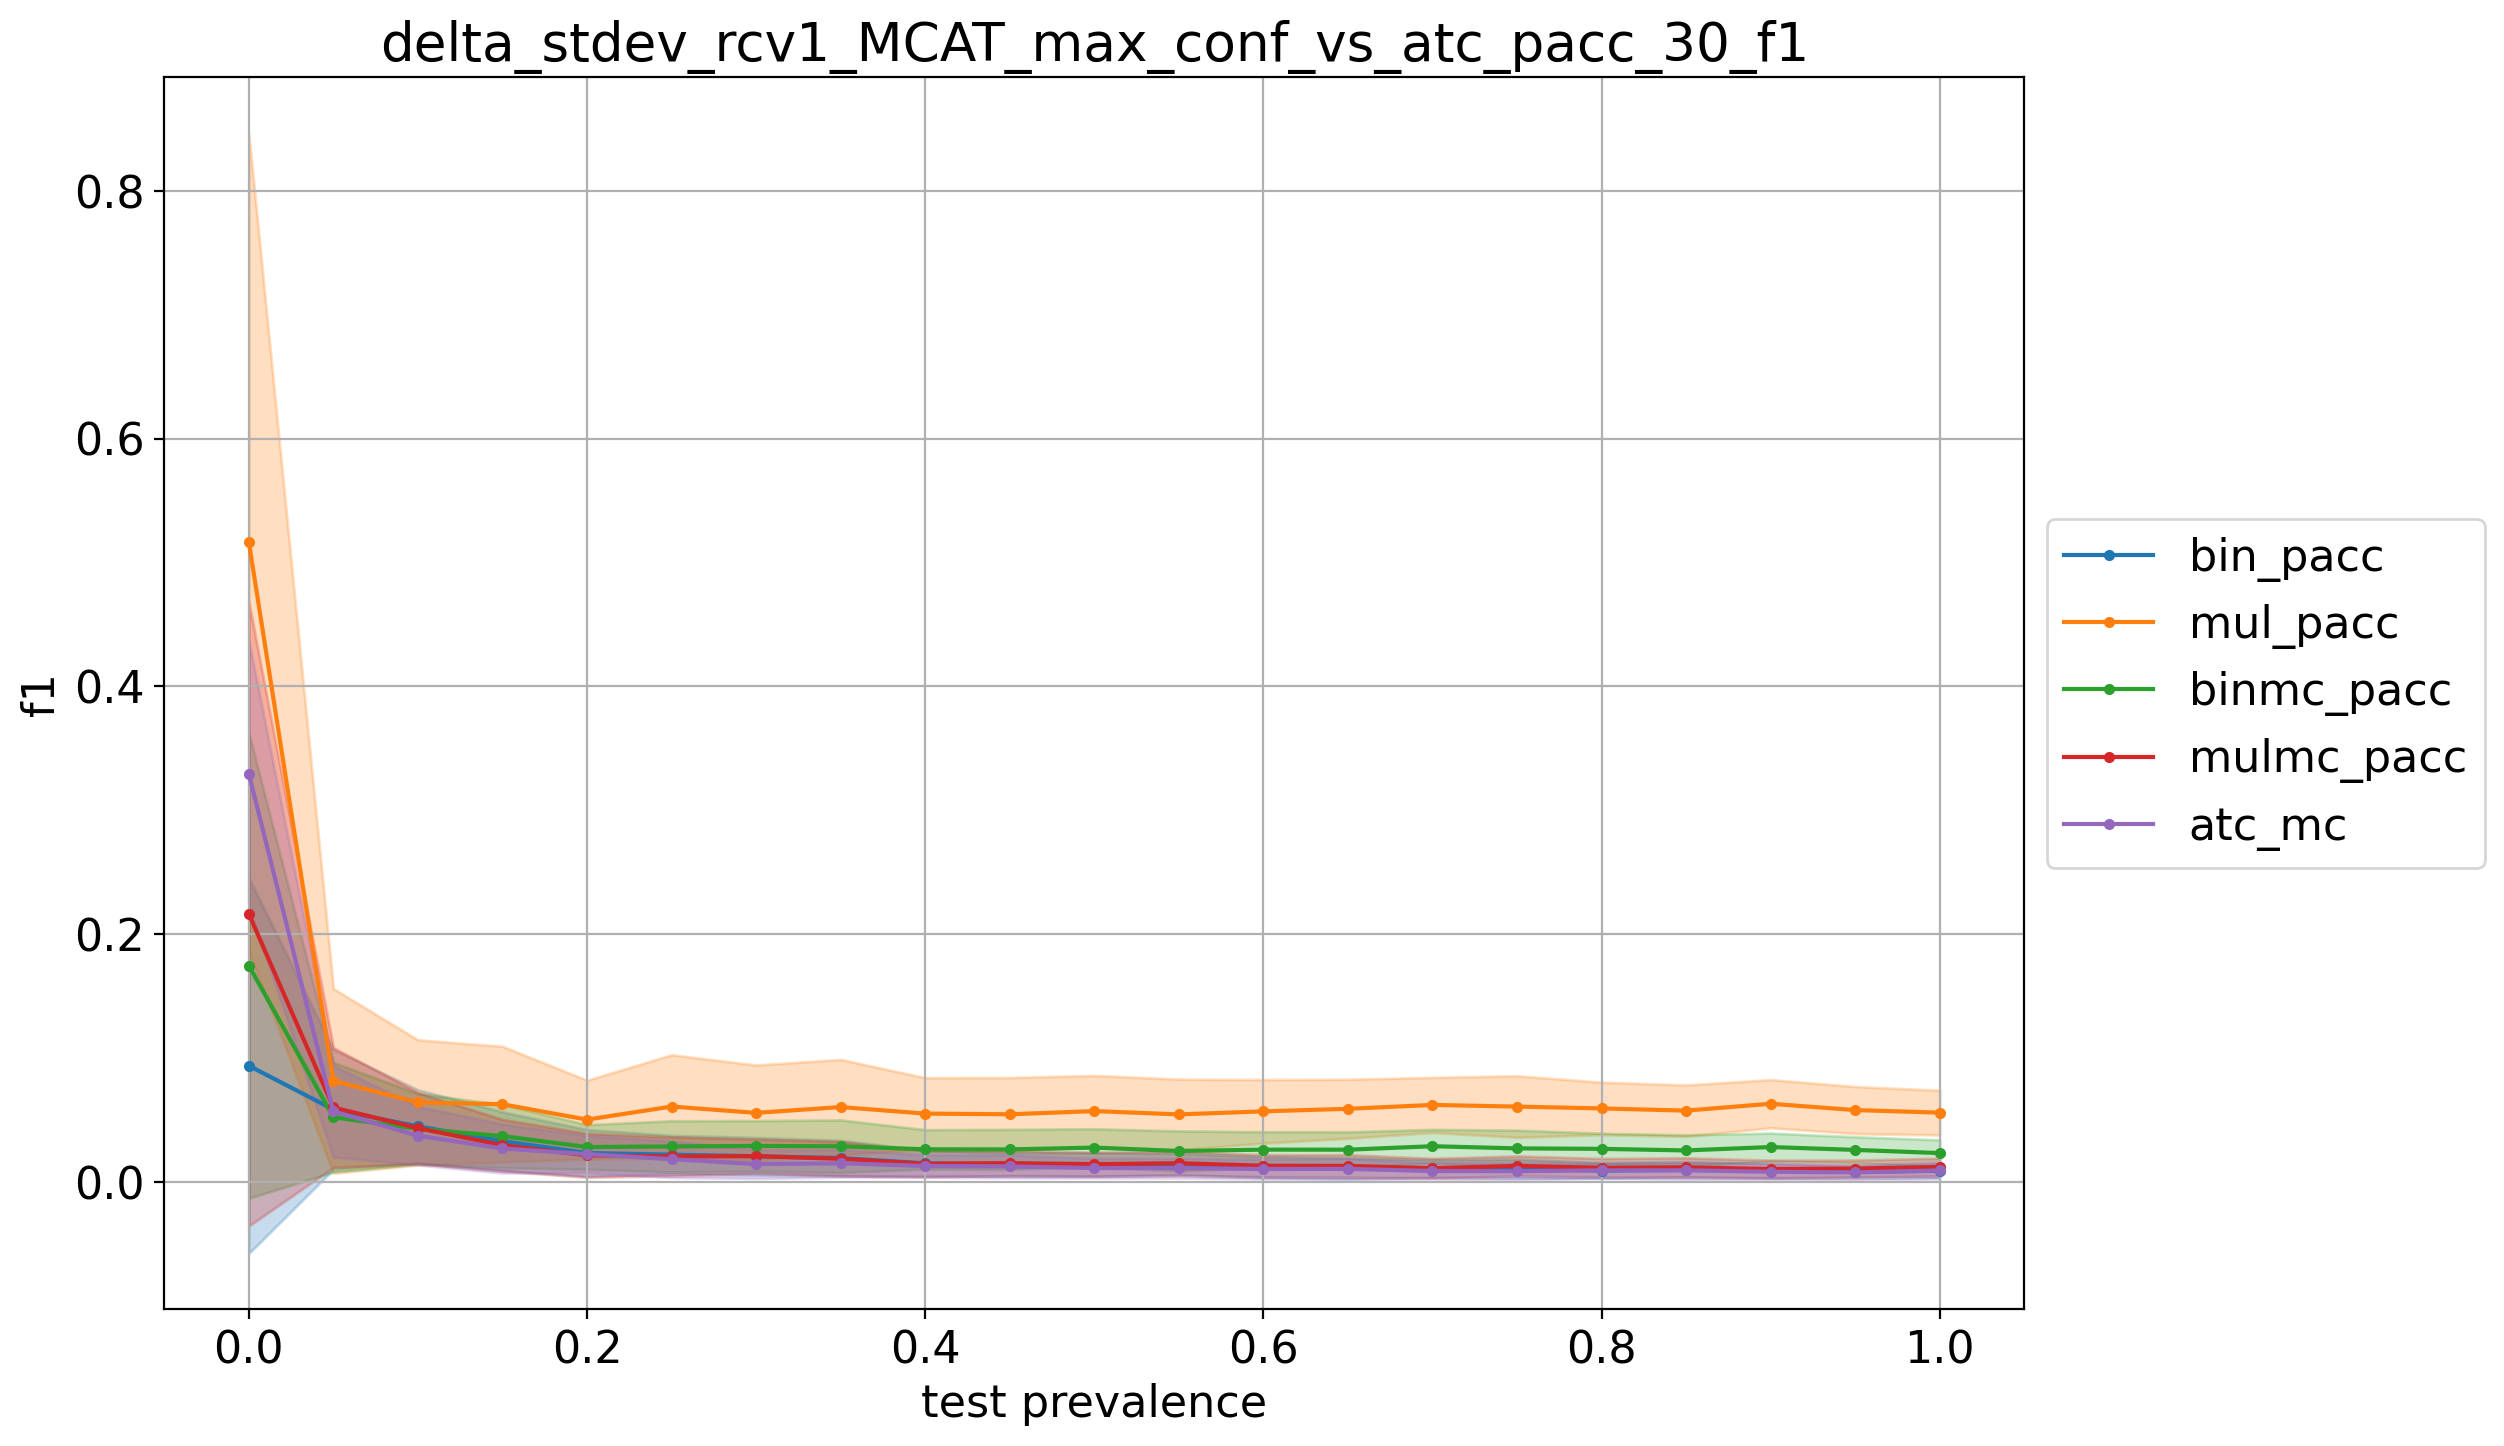 delta_stdev_rcv1_MCAT_max_conf_vs_atc_pacc_30_f1
f1
0.8
0.6
0.4
0.2
0.0
0.0 0.2 0.4 0.6 0.8 1.0
test prevalence
bin_pacc
mul_pacc
binmc_pacc
mulmc_pacc
atc_mc